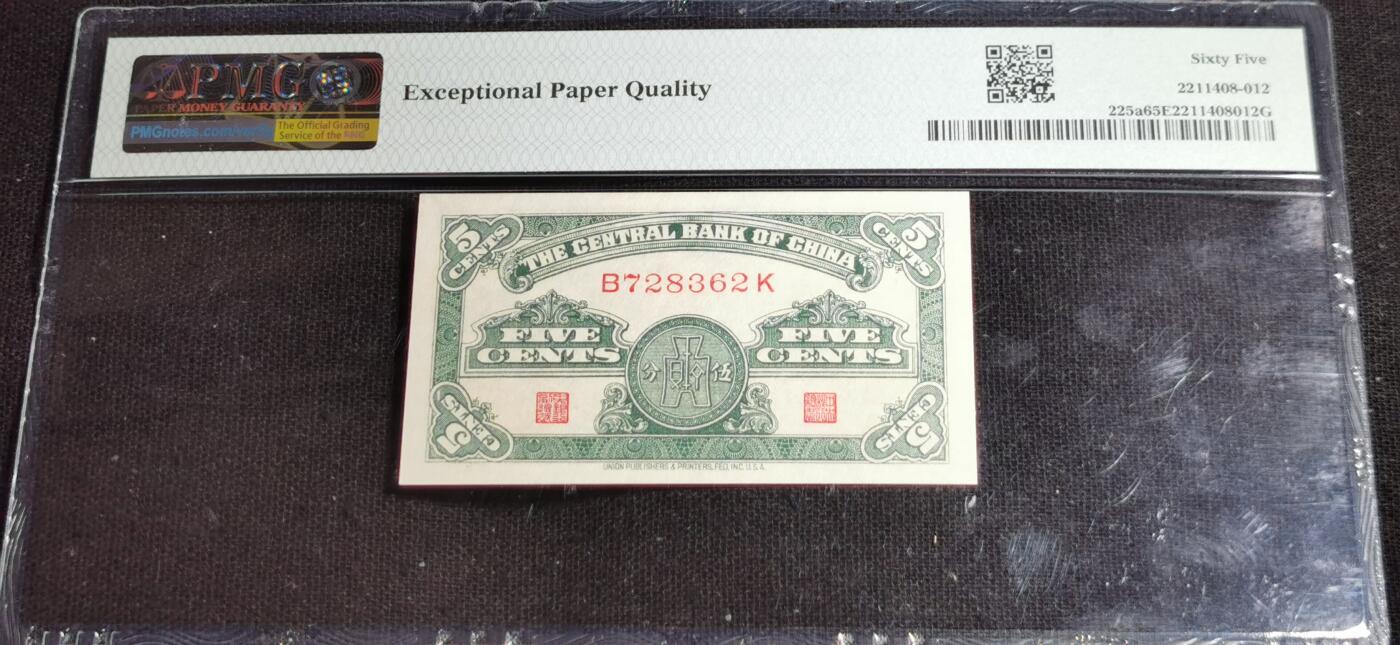 PMG
PAPER MONEY GUARANTY
PMGnotes.com/verify
The Official Grading
Service of the PNG
Exceptional Paper Quality
Sixty Five
2211408-012
225a65E2211408012G
5
CENTS
THE CENTRAL BANK OF CHINA
5
CENTS
B728362K
FIVE
CENTS
FIVE
CENTS
分
伍
CENTS
5
CENTS
5
UNION PUBLISHERS & PRINTERS, FED, INC. U.S.A.